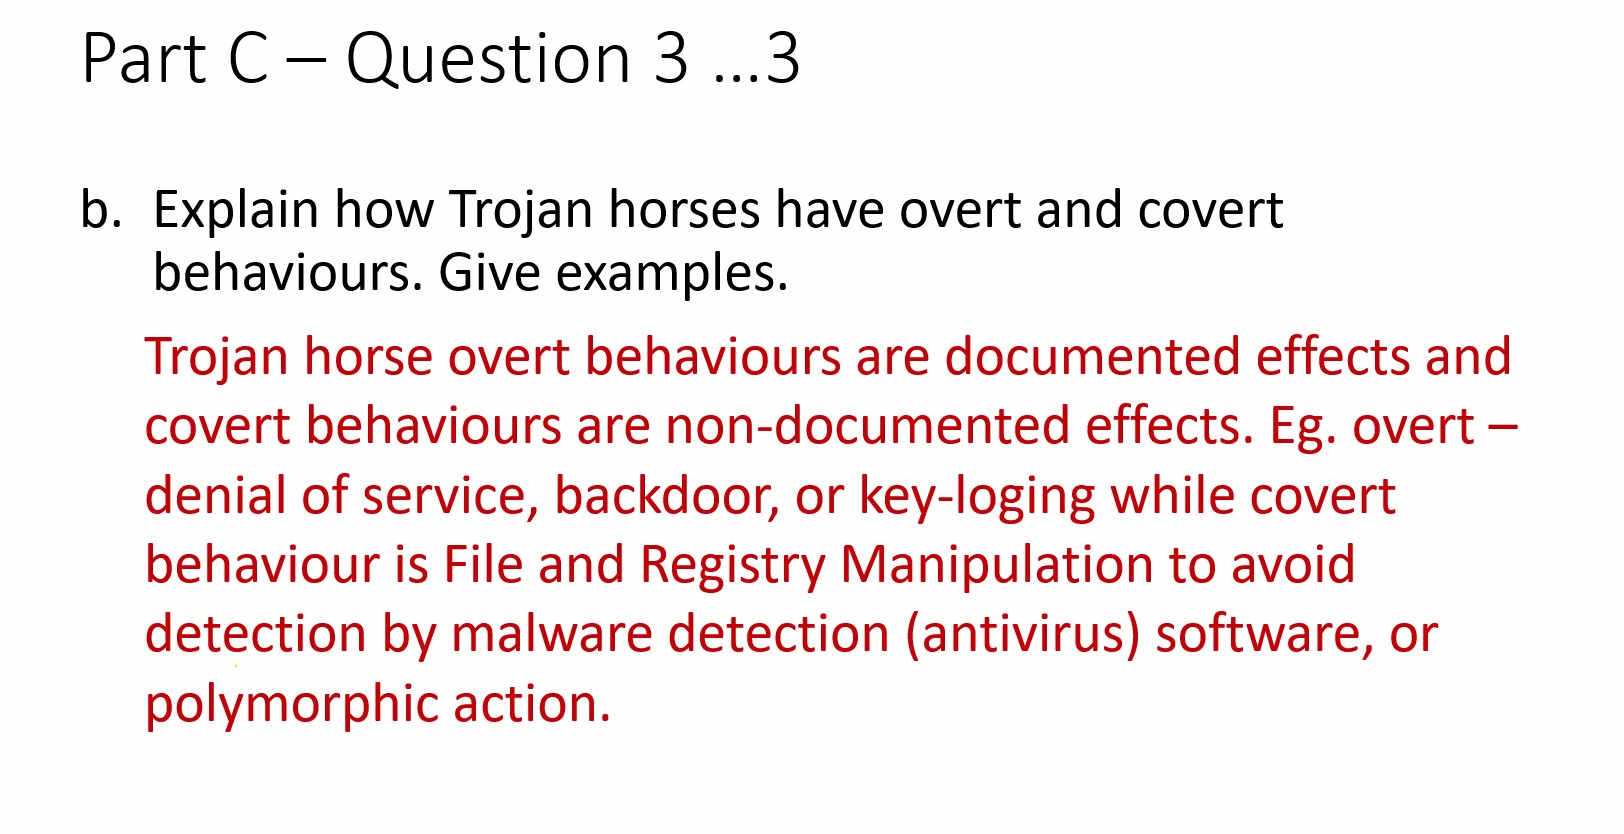 Part C – Question 3 ...3
b. Explain how Trojan horses have overt and covert
behaviours. Give examples.
Trojan horse overt behaviours are documented effects and
covert behaviours are non-documented effects. Eg. overt –
denial of service, backdoor, or key-loging while covert
behaviour is File and Registry Manipulation to avoid
detection by malware detection (antivirus) software, or
polymorphic action.